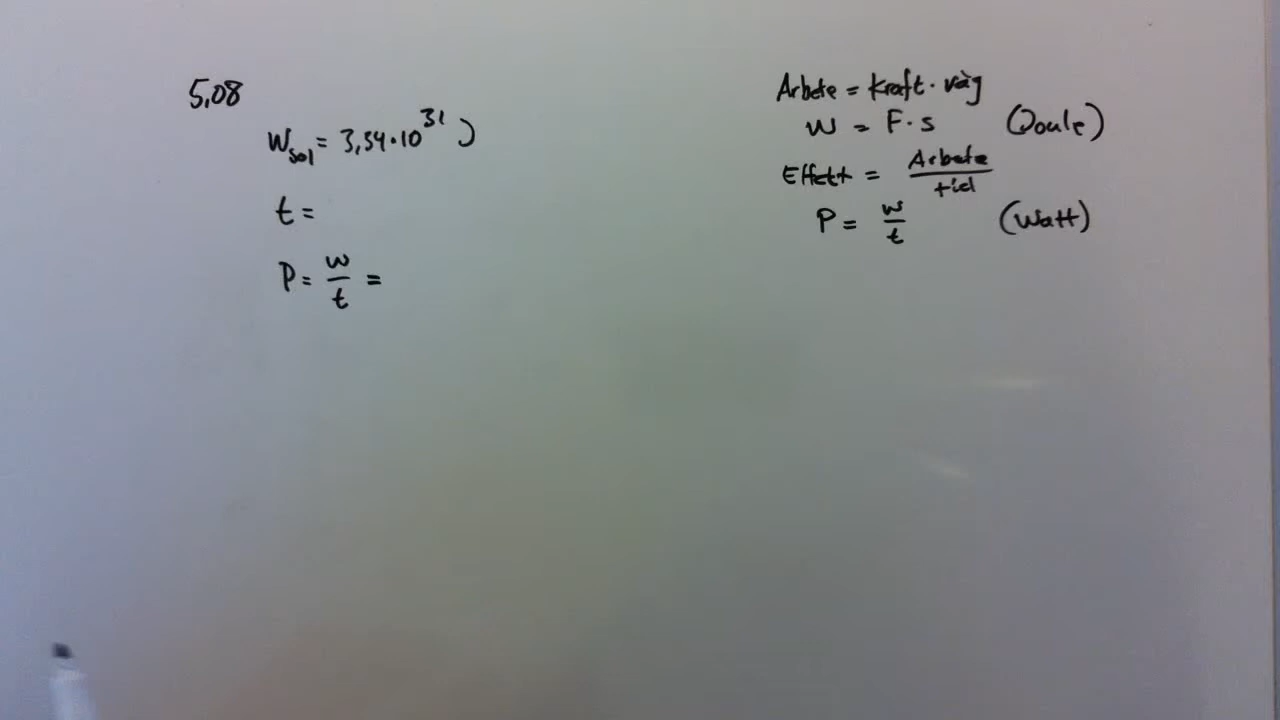 5,08
W_sol = 3,54·10^31 J
t =
P = W/t =
Arbete = kraft · väg
W = F·s (Joule)
Effekt = Arbete/tid
P = W/t (Watt)